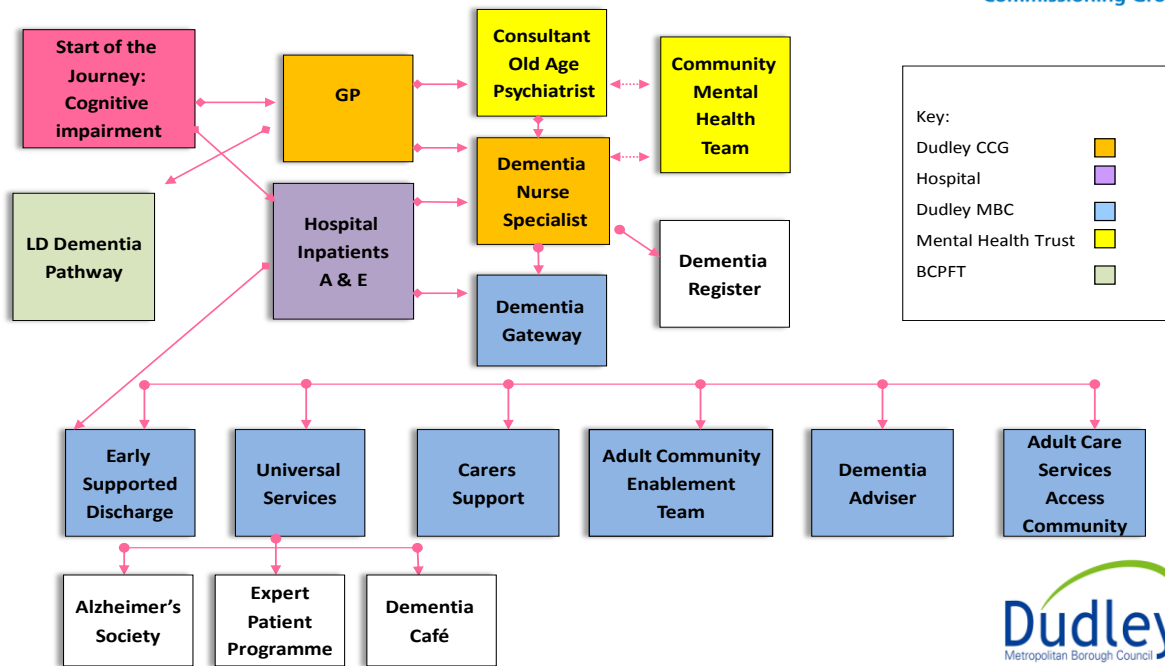 Commissioning Gro
Start of the
Journey:
Cognitive
impairment
GP
Consultant
Old Age
Psychiatrist
Community
Mental
Health
Team
Key:
Dudley CCG
Hospital
Dudley MBC
Mental Health Trust
BCPFT
LD Dementia
Pathway
Hospital
Inpatients
A & E
Dementia
Nurse
Specialist
Dementia
Register
Dementia
Gateway
Early
Supported
Discharge
Universal
Services
Carers
Support
Adult Community
Enablement
Team
Dementia
Adviser
Adult Care
Services
Access
Community
Alzheimer’s
Society
Expert
Patient
Programme
Dementia
Café
Dudley
Metropolitan Borough Council